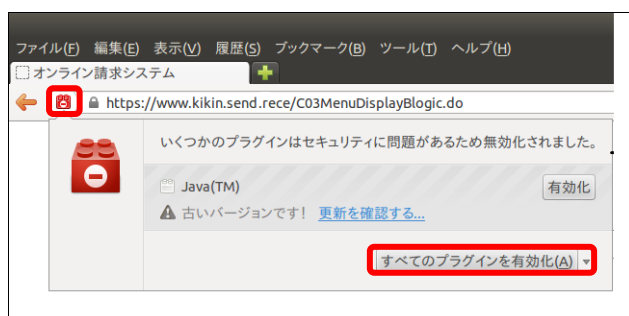 ファイル(F) 編集(E) 表示(V) 履歴(S) ブックマーク(B) ツール(T) ヘルプ(H)
オンライン請求システム
https://www.kikin.send.rece/C03MenuDisplayBlogic.do
いくつかのプラグインはセキュリティに問題があるため無効化されました。
Java(TM) 有効化
古いバージョンです! 更新を確認する...
すべてのプラグインを有効化(A)